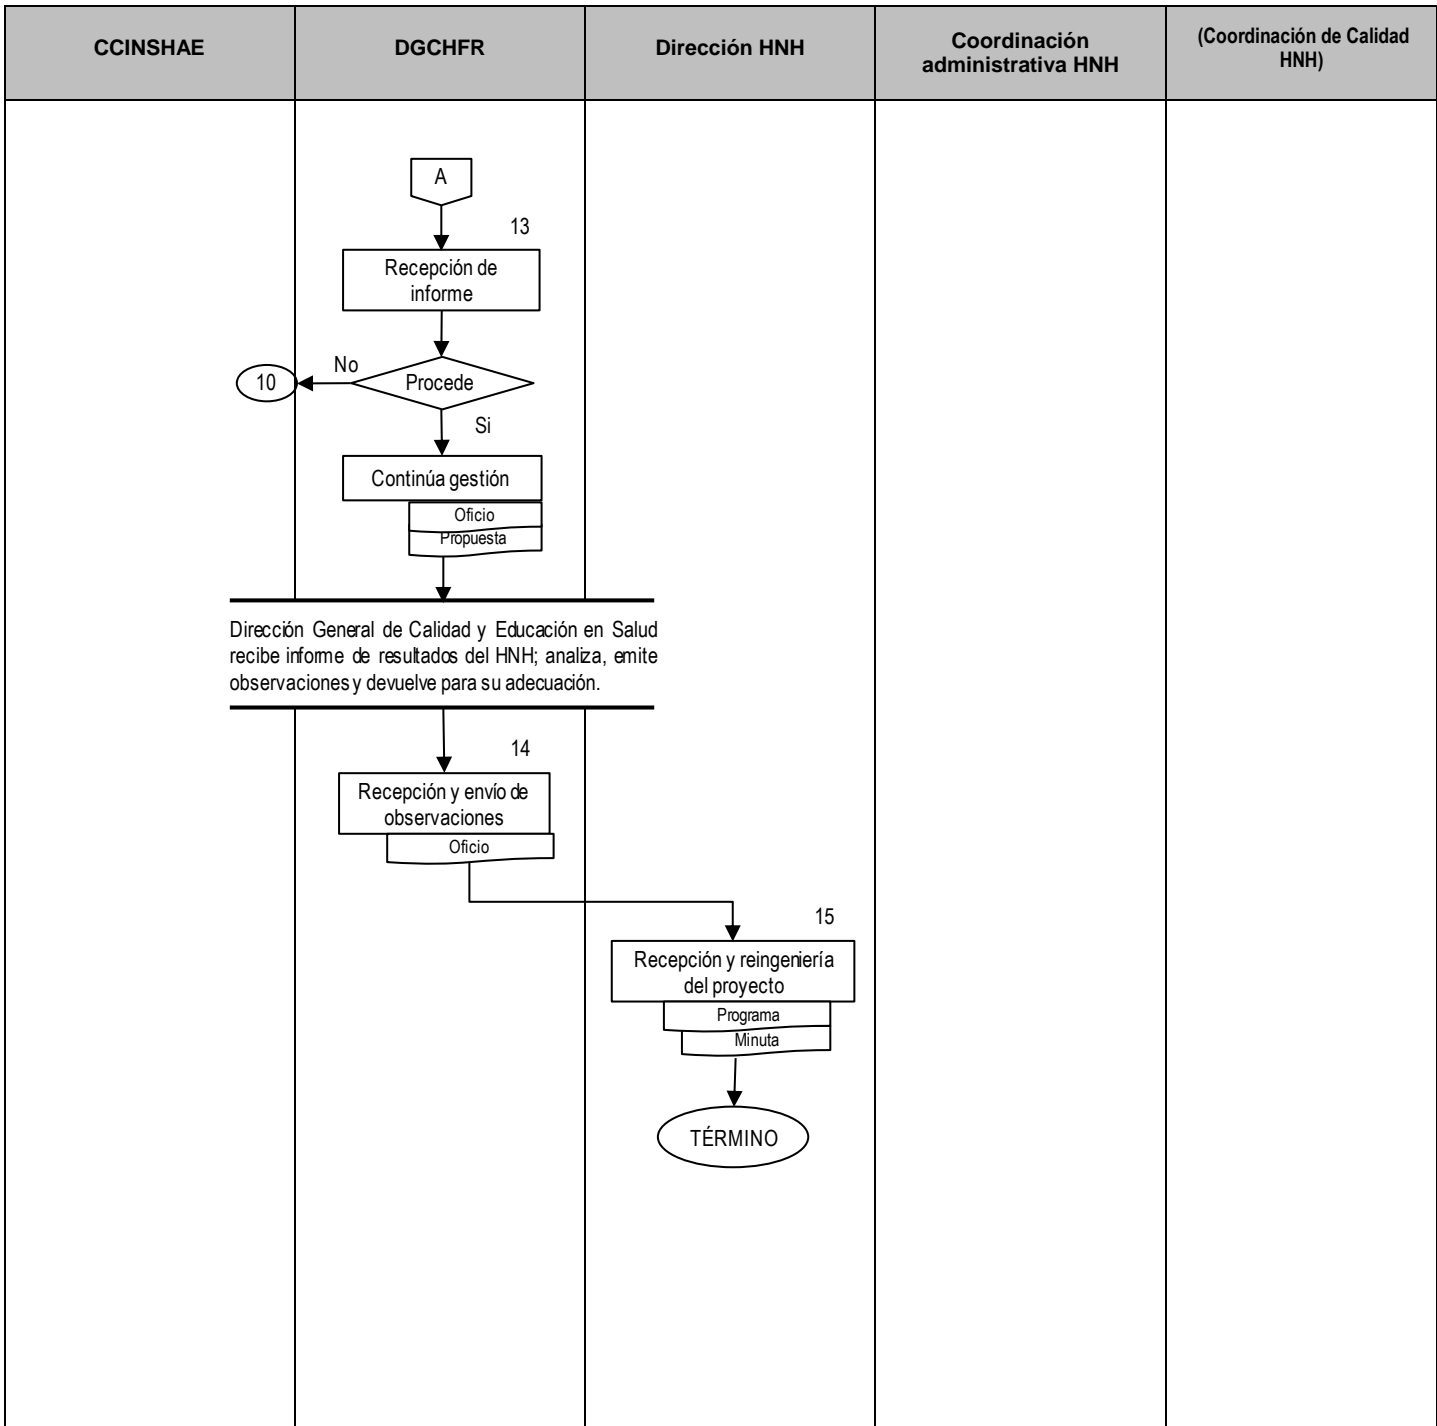 CCINSHAE
DGCHFR
Dirección HNH
Coordinación
administrativa HNH
(Coordinación de Calidad
HNH)
A
13
Recepción de
informe
No
10
Procede
Si
Continúa gestión
Oficio
Propuesta
Dirección General de Calidad y Educación en Salud
recibe informe de resultados del HNH; analiza, emite
observaciones y devuelve para su adecuación.
14
Recepción y envío de
observaciones
Oficio
15
Recepción y reingeniería
del proyecto
Programa
Minuta
TÉRMINO